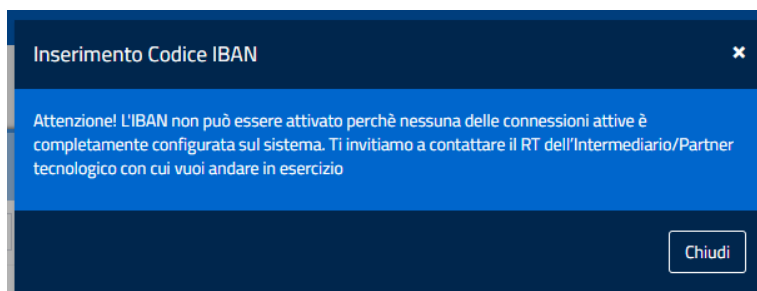 Inserimento Codice IBAN
Attenzione! L'IBAN non può essere attivato perchè nessuna delle connessioni attive è
completamente configurata sul sistema. Ti invitiamo a contattare il RT dell’Intermediario/Partner
tecnologico con cui vuoi andare in esercizio
Chiudi